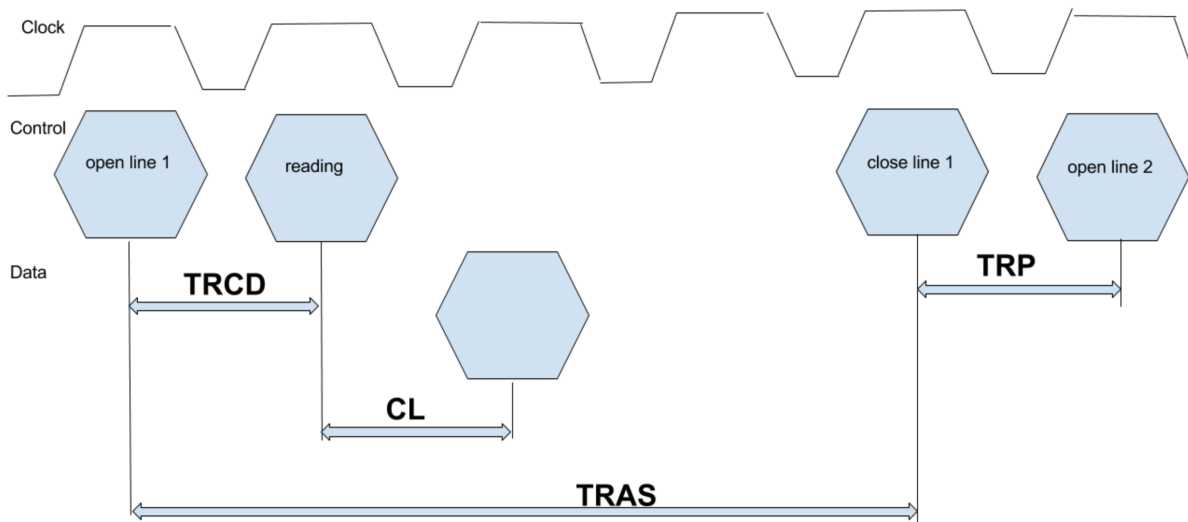 Clock
Control
open line 1
reading
close line 1
open line 2
Data
TRCD
TRP
CL
TRAS